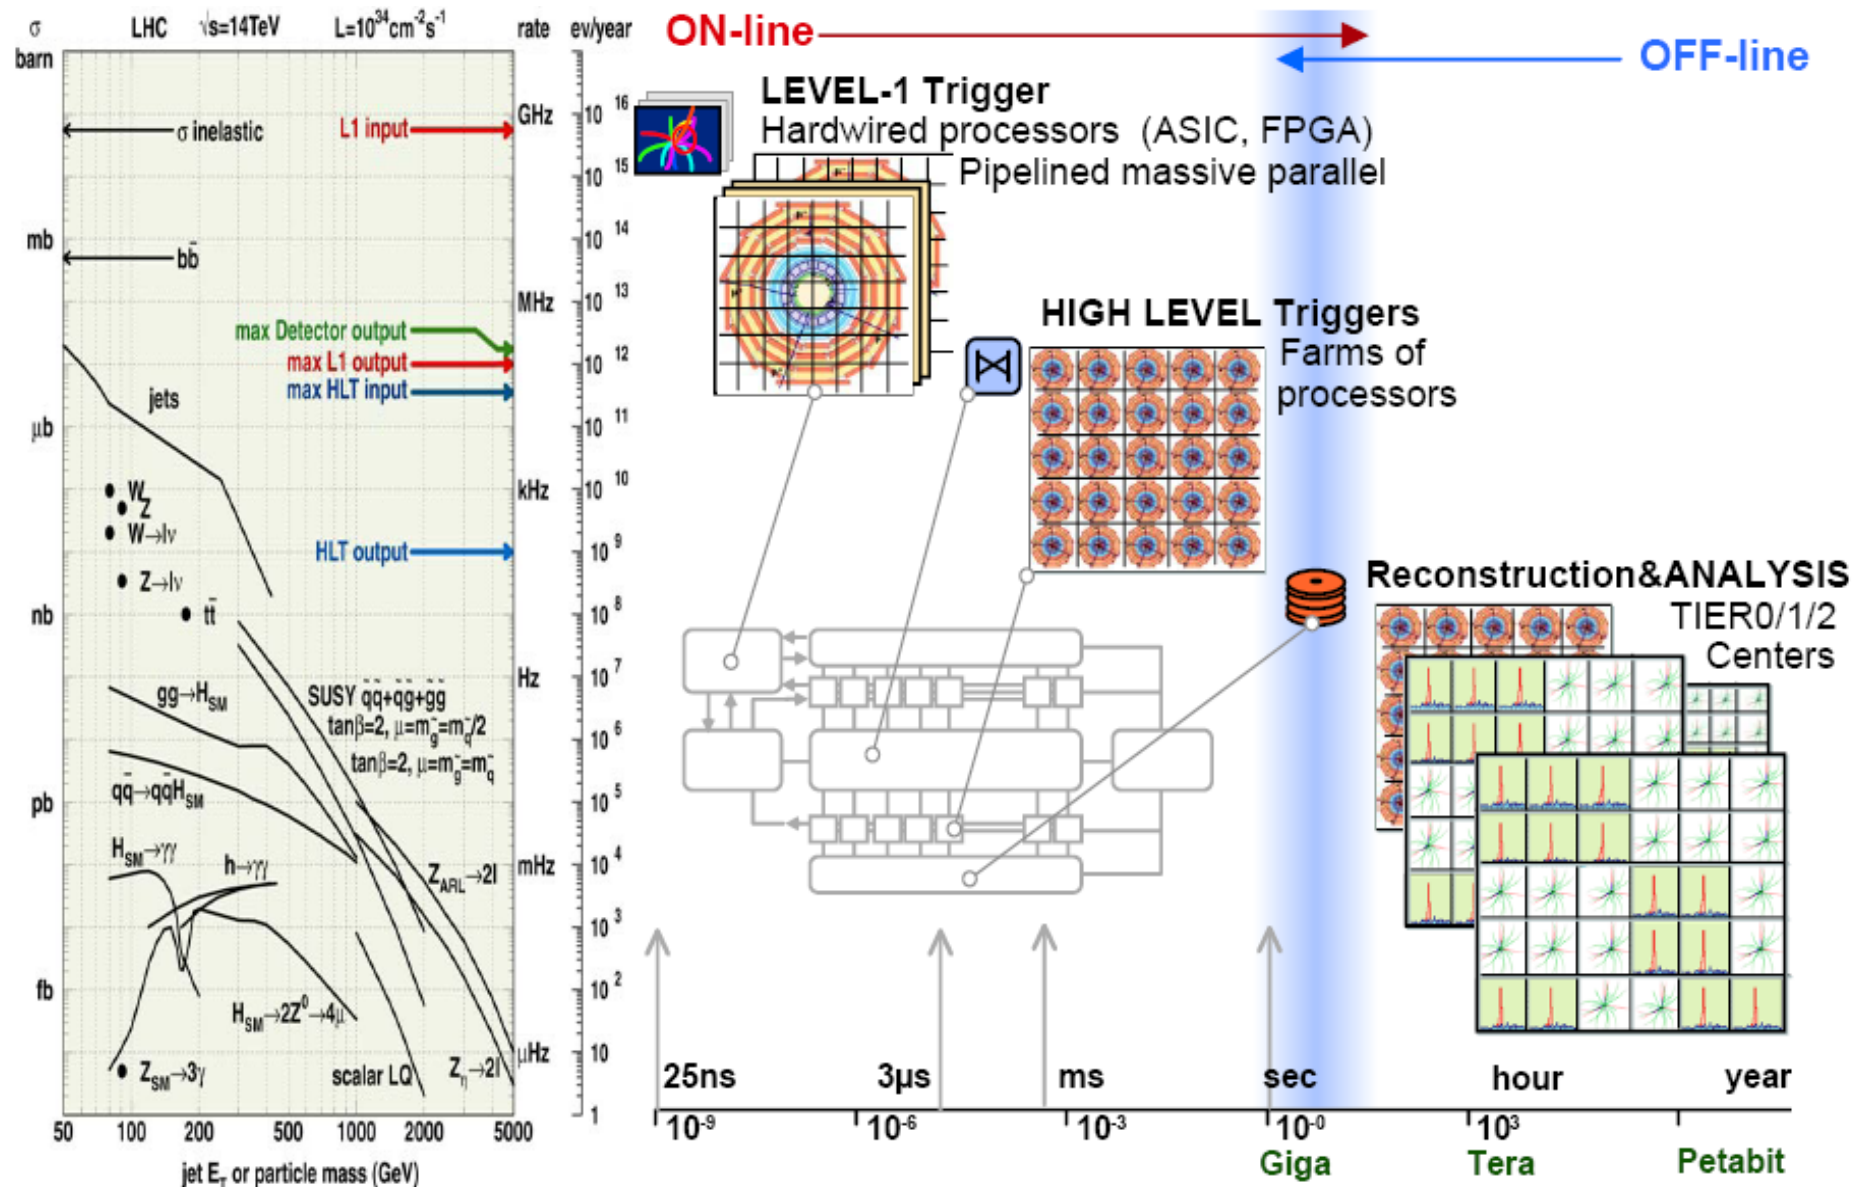 σ LHC √s=14TeV L=10³⁴cm⁻²s⁻¹ rate ev/year
barn
GHz
σ inelastic
L1 input
mb
bb̄
MHz
max Detector output
max L1 output
max HLT input
jets
μb
kHz
W
Z
W→lν
Z→lν
HLT output
nb
tt̄
Hz
gg→H_SM
SUSY q̃q̃+q̃g̃+g̃g̃
tanβ=2, μ=m_g̃=m_q̃/2
tanβ=2, μ=m_g̃=m_q̃
qq̄→qq̄H_SM
pb
H_SM→γγ
h→γγ
mHz
Z_ARL→2l
fb
H_SM→2Z⁰→4μ
μHz
Z_SM→3γ
scalar LQ
Z_η→2l
10¹⁶
10¹⁵
10¹⁴
10¹³
10¹²
10¹¹
10¹⁰
10⁹
10⁸
10⁷
10⁶
10⁵
10⁴
10³
10²
10
1
50 100 200 500 1000 2000 5000
jet E_T or particle mass (GeV)
ON-line
OFF-line
LEVEL-1 Trigger
Hardwired processors (ASIC, FPGA)
Pipelined massive parallel
HIGH LEVEL Triggers
Farms of
processors
Reconstruction&ANALYSIS
TIER0/1/2
Centers
25ns 3µs ms sec hour year
10⁻⁹ 10⁻⁶ 10⁻³ 10⁻⁰ 10³
Giga Tera Petabit